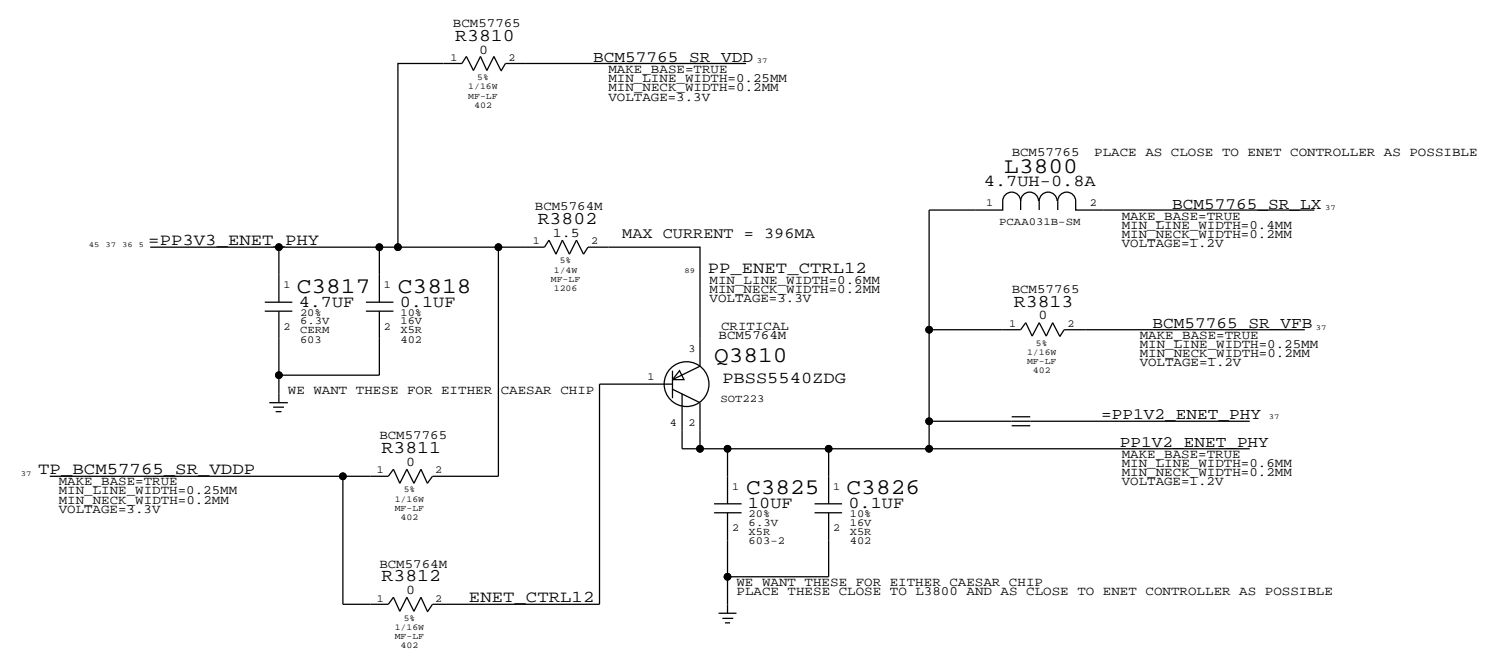 BCM57765
R3810
0
1 2
5%
1/16W
MF-LF
402
BCM57765_SR_VDD 37
MAKE_BASE=TRUE
MIN_LINE_WIDTH=0.25MM
MIN_NECK_WIDTH=0.2MM
VOLTAGE=3.3V
BCM57765 PLACE AS CLOSE TO ENET CONTROLLER AS POSSIBLE
L3800
4.7UH-0.8A
1 2
PCAA031B-SM
BCM57765_SR_LX 37
MAKE_BASE=TRUE
MIN_LINE_WIDTH=0.4MM
MIN_NECK_WIDTH=0.2MM
VOLTAGE=1.2V
45 37 36 5 =PP3V3_ENET_PHY
BCM5764M
R3802
1.5
1 2
5%
1/4W
MF-LF
1206
MAX CURRENT = 396MA
89 PP_ENET_CTRL12
MIN_LINE_WIDTH=0.6MM
MIN_NECK_WIDTH=0.2MM
VOLTAGE=3.3V
1 C3817
4.7UF
20%
6.3V
2 CERM
603
1 C3818
0.1UF
10%
16V
2 X5R
402
WE WANT THESE FOR EITHER CAESAR CHIP
CRITICAL
BCM5764M
3 Q3810
1 PBSS5540ZDG
SOT223
4 2
BCM57765
R3813
0
1 2
5%
1/16W
MF-LF
402
BCM57765_SR_VFB 37
MAKE_BASE=TRUE
MIN_LINE_WIDTH=0.25MM
MIN_NECK_WIDTH=0.2MM
VOLTAGE=1.2V
=PP1V2_ENET_PHY 37
PP1V2_ENET_PHY
MAKE_BASE=TRUE
MIN_LINE_WIDTH=0.6MM
MIN_NECK_WIDTH=0.2MM
VOLTAGE=1.2V
37 TP_BCM57765_SR_VDDP
MAKE_BASE=TRUE
MIN_LINE_WIDTH=0.25MM
MIN_NECK_WIDTH=0.2MM
VOLTAGE=3.3V
BCM57765
R3811
0
1 2
5%
1/16W
MF-LF
402
1 C3825
10UF
20%
6.3V
2 X5R
603-2
1 C3826
0.1UF
10%
16V
2 X5R
402
WE WANT THESE FOR EITHER CAESAR CHIP
PLACE THESE CLOSE TO L3800 AND AS CLOSE TO ENET CONTROLLER AS POSSIBLE
BCM5764M
R3812
0
1 2
5%
1/16W
MF-LF
402
ENET_CTRL12